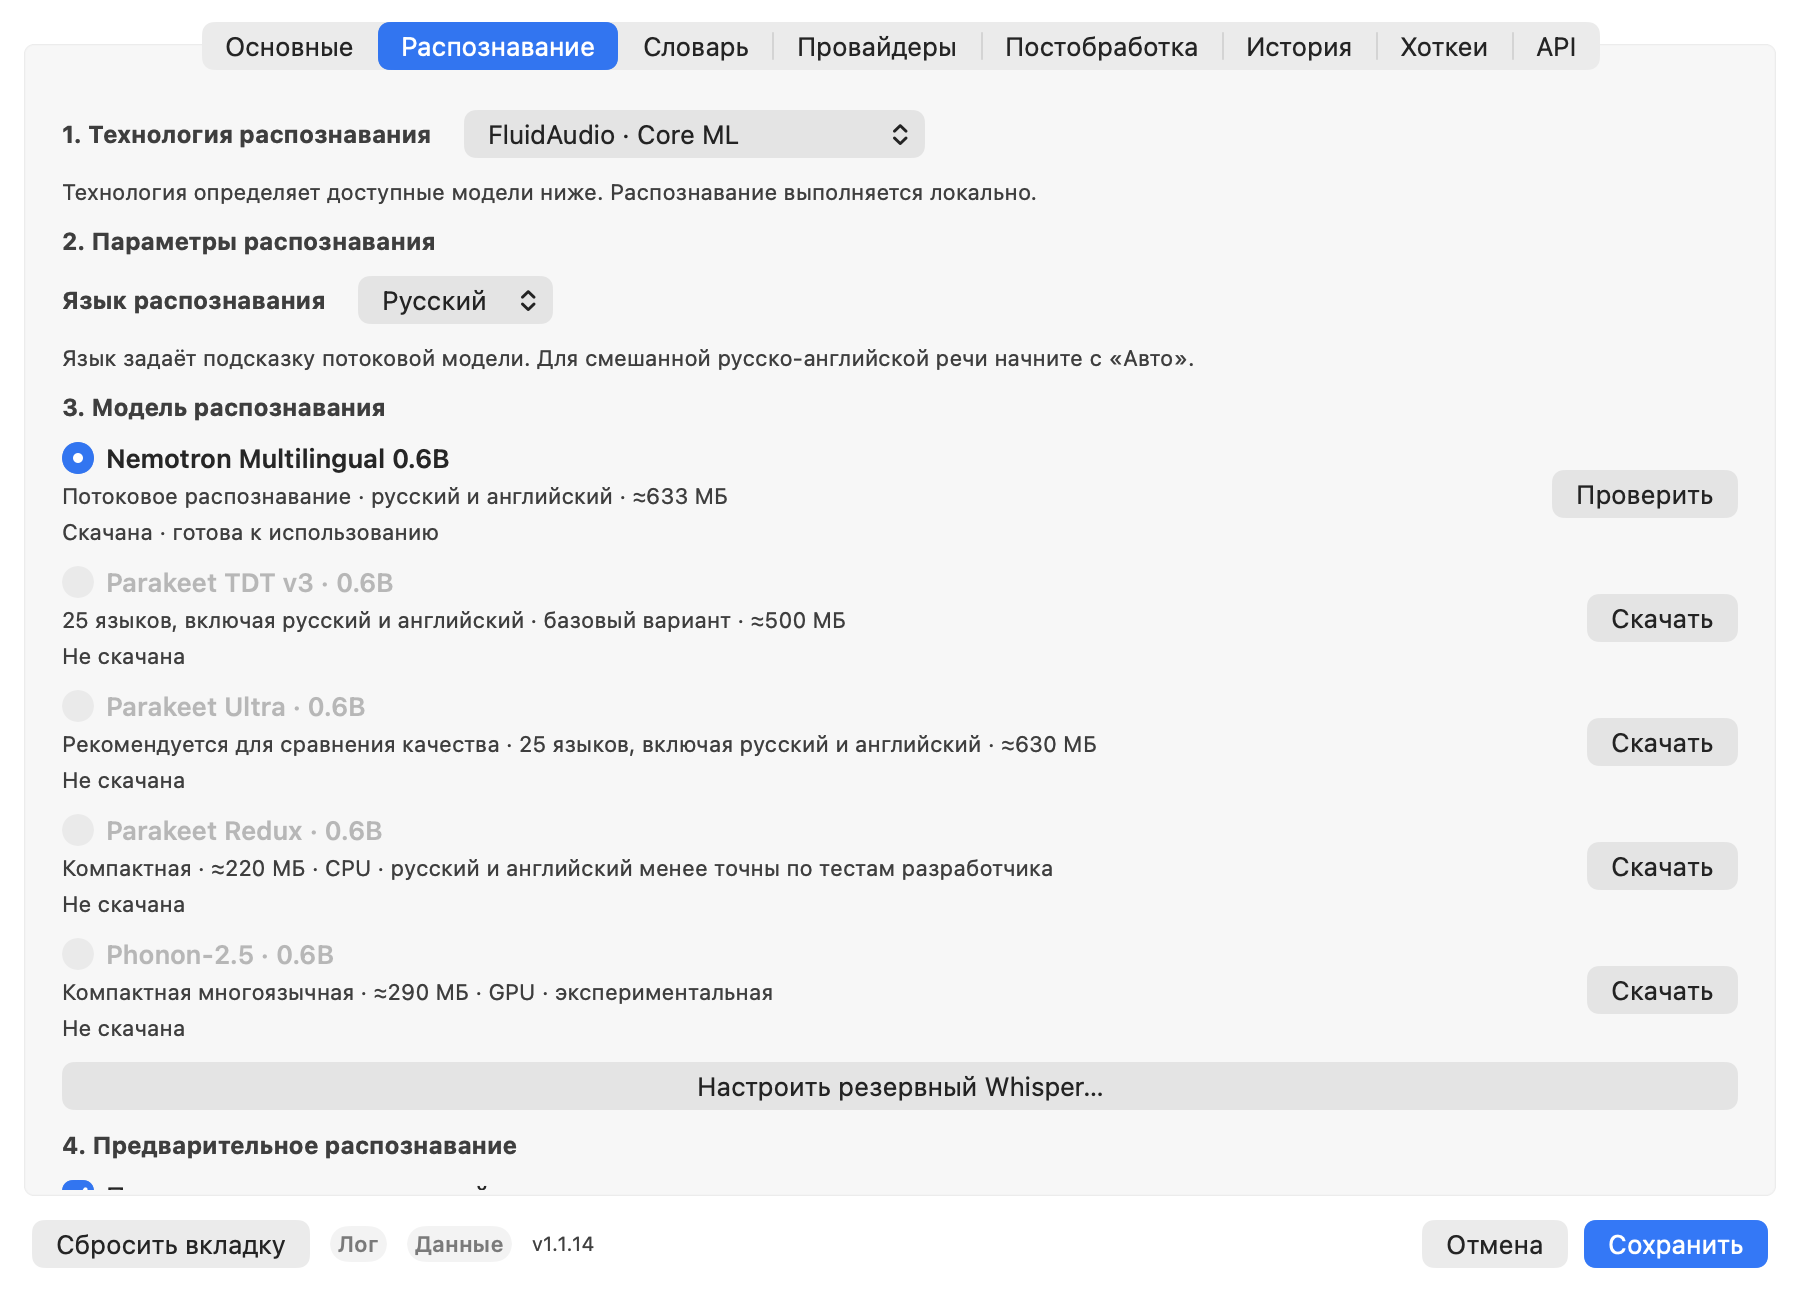 Основные Распознавание Словарь Провайдеры Постобработка История Хоткеи API
1. Технология распознавания FluidAudio · Core ML
Технология определяет доступные модели ниже. Распознавание выполняется локально.
2. Параметры распознавания
Язык распознавания Русский
Язык задаёт подсказку потоковой модели. Для смешанной русско-английской речи начните с «Авто».
3. Модель распознавания
Nemotron Multilingual 0.6B
Потоковое распознавание · русский и английский · ≈633 МБ
Проверить
Скачана · готова к использованию
Parakeet TDT v3 · 0.6B
25 языков, включая русский и английский · базовый вариант · ≈500 МБ
Скачать
Не скачана
Parakeet Ultra · 0.6B
Рекомендуется для сравнения качества · 25 языков, включая русский и английский · ≈630 МБ
Скачать
Не скачана
Parakeet Redux · 0.6B
Компактная · ≈220 МБ · CPU · русский и английский менее точны по тестам разработчика
Скачать
Не скачана
Phonon-2.5 · 0.6B
Компактная многоязычная · ≈290 МБ · GPU · экспериментальная
Скачать
Не скачана
Настроить резервный Whisper...
4. Предварительное распознавание
Сбросить вкладку Лог Данные v1.1.14 Отмена Сохранить